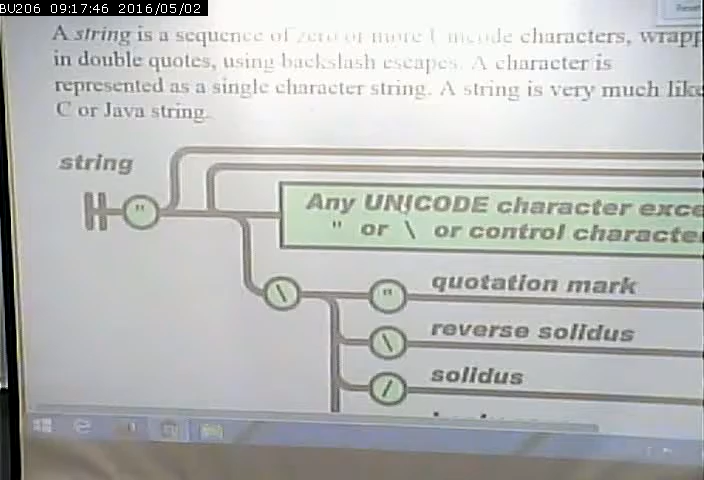 BU206 09:17:46 2016/05/02
Reset
A string is a sequence of zero or more Unicode characters, wrapp
in double quotes, using backslash escapes. A character is
represented as a single character string. A string is very much like
C or Java string.
string
"
Any UNICODE character exce
" or \ or control characte
\
" quotation mark
\ reverse solidus
/ solidus